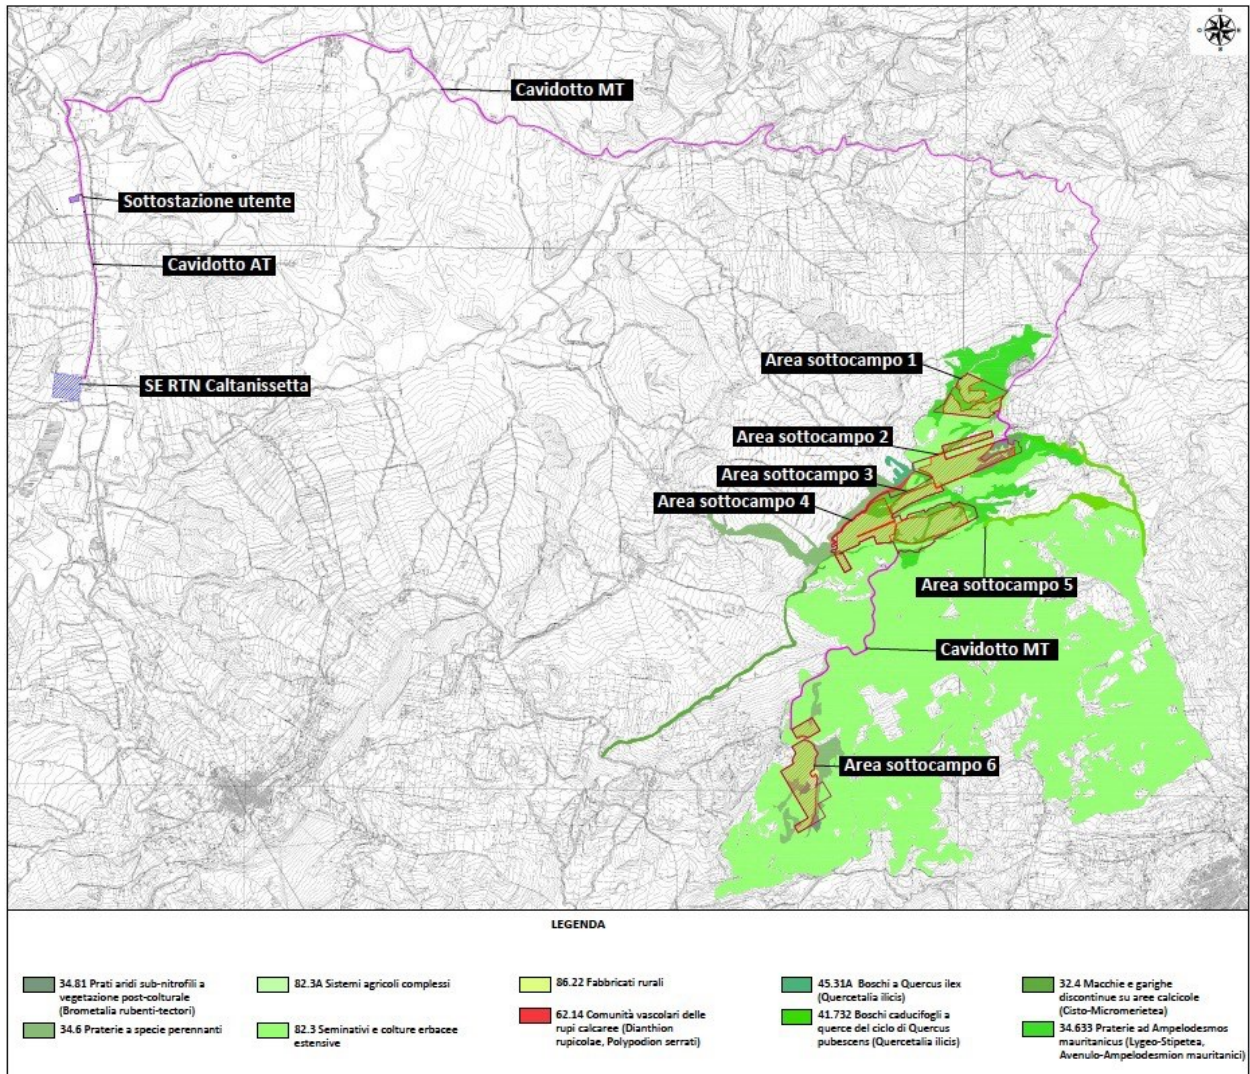 N
O
E
S
Cavidotto MT
Sottostazione utente
Cavidotto AT
SE RTN Caltanissetta
Area sottocampo 1
Area sottocampo 2
Area sottocampo 3
Area sottocampo 4
Area sottocampo 5
Cavidotto MT
Area sottocampo 6
LEGENDA
34.81 Prati aridi sub-nitrofili a
vegetazione post-colturale
(Brometalia rubenti-tectori)
34.6 Praterie a specie perennanti
82.3A Sistemi agricoli complessi
82.3 Seminativi e colture erbacee
estensive
86.22 Fabbricati rurali
62.14 Comunità vascolari delle
rupi calcaree (Dianthion
rupicolae, Polypodion serrati)
45.31A Boschi a Quercus ilex
(Quercetalia ilicis)
41.732 Boschi caducifogli a
querce del ciclo di Quercus
pubescens (Quercetalia ilicis)
32.4 Macchie e garighe
discontinue su aree calcicole
(Cisto-Micromerietea)
34.633 Praterie ad Ampelodesmos
mauritanicus (Lygeo-Stipetea,
Avenulo-Ampelodesmion mauritanici)